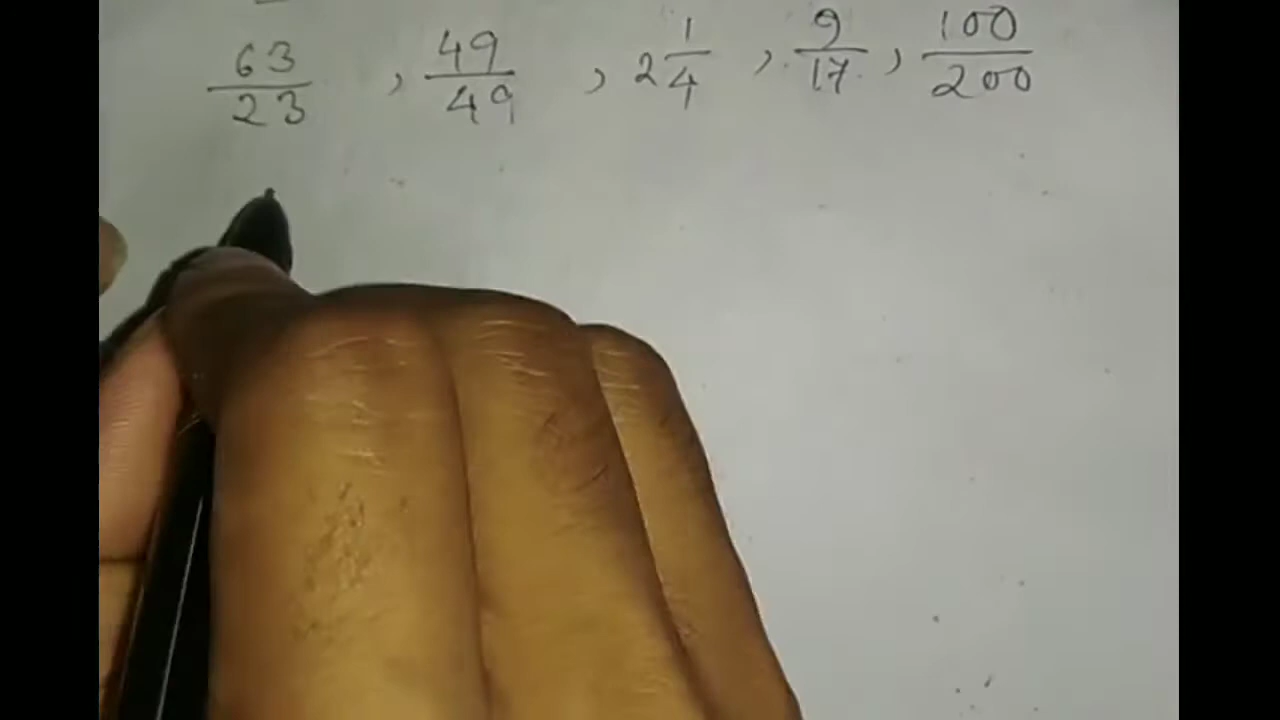 63/23 , 49/49 , 2 1/4 , 9/17 , 100/200